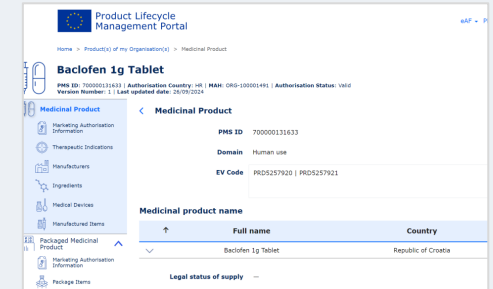 Product Lifecycle
Management Portal
eAF
Home > Product(s) of my Organisation(s) > Medicinal Product
Baclofen 1g Tablet
PMS ID: 700000131633 | Authorisation Country: HR | MAH: ORG-100001491 | Authorisation Status: Valid
Version Number: 1 | Last updated date: 26/09/2024
Medicinal Product
Marketing Authorisation
Information
Therapeutic Indications
Manufacturers
Ingredients
Medical Devices
Manufactured Items
Packaged Medicinal
Product
Marketing Authorisation
Information
Package Items
Medicinal Product
PMS ID 700000131633
Domain Human use
EV Code PRD5257920 | PRD5257921
Medicinal product name
Full name Country
Baclofen 1g Tablet Republic of Croatia
Legal status of supply —